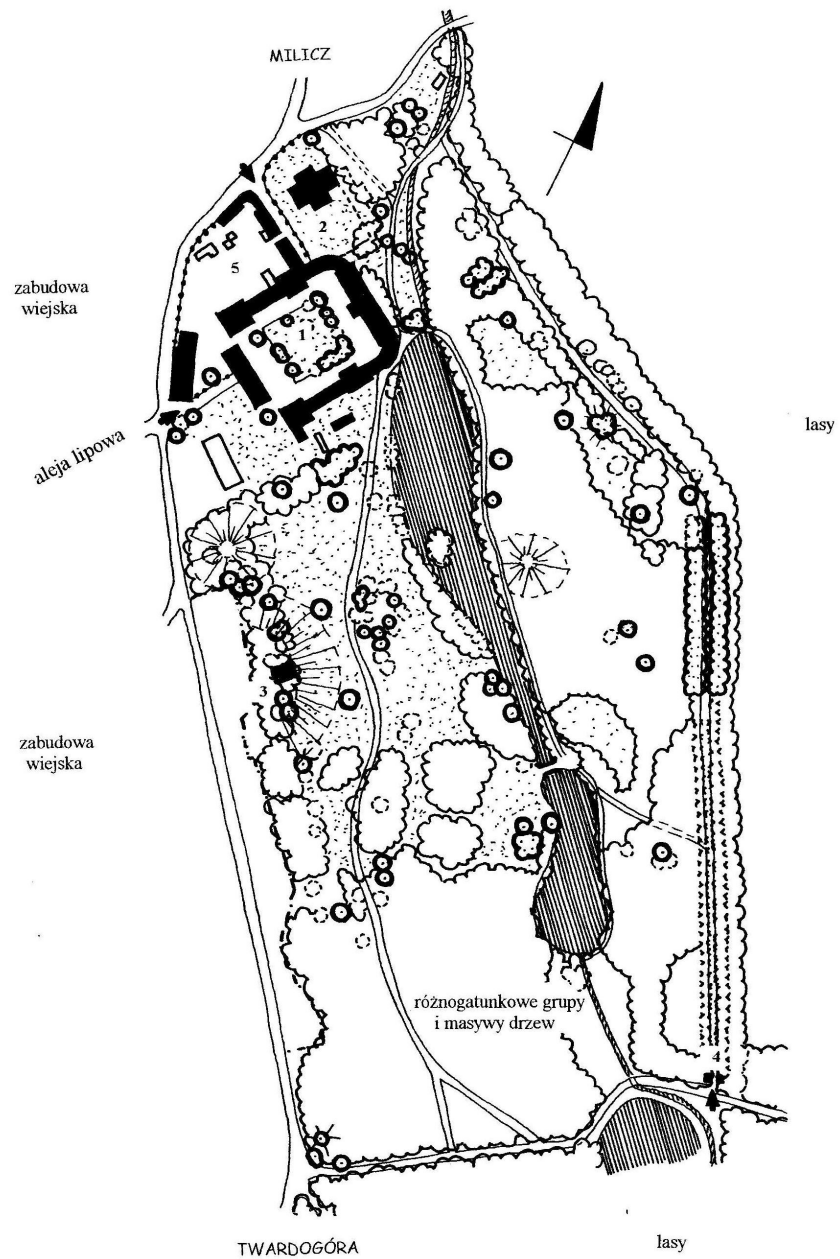 MILICZ
2
5
zabudowa
wiejska
1
lasy
aleja lipowa
3
zabudowa
wiejska
różnogatunkowe grupy
i masywy drzew
4
TWARDOGÓRA
lasy